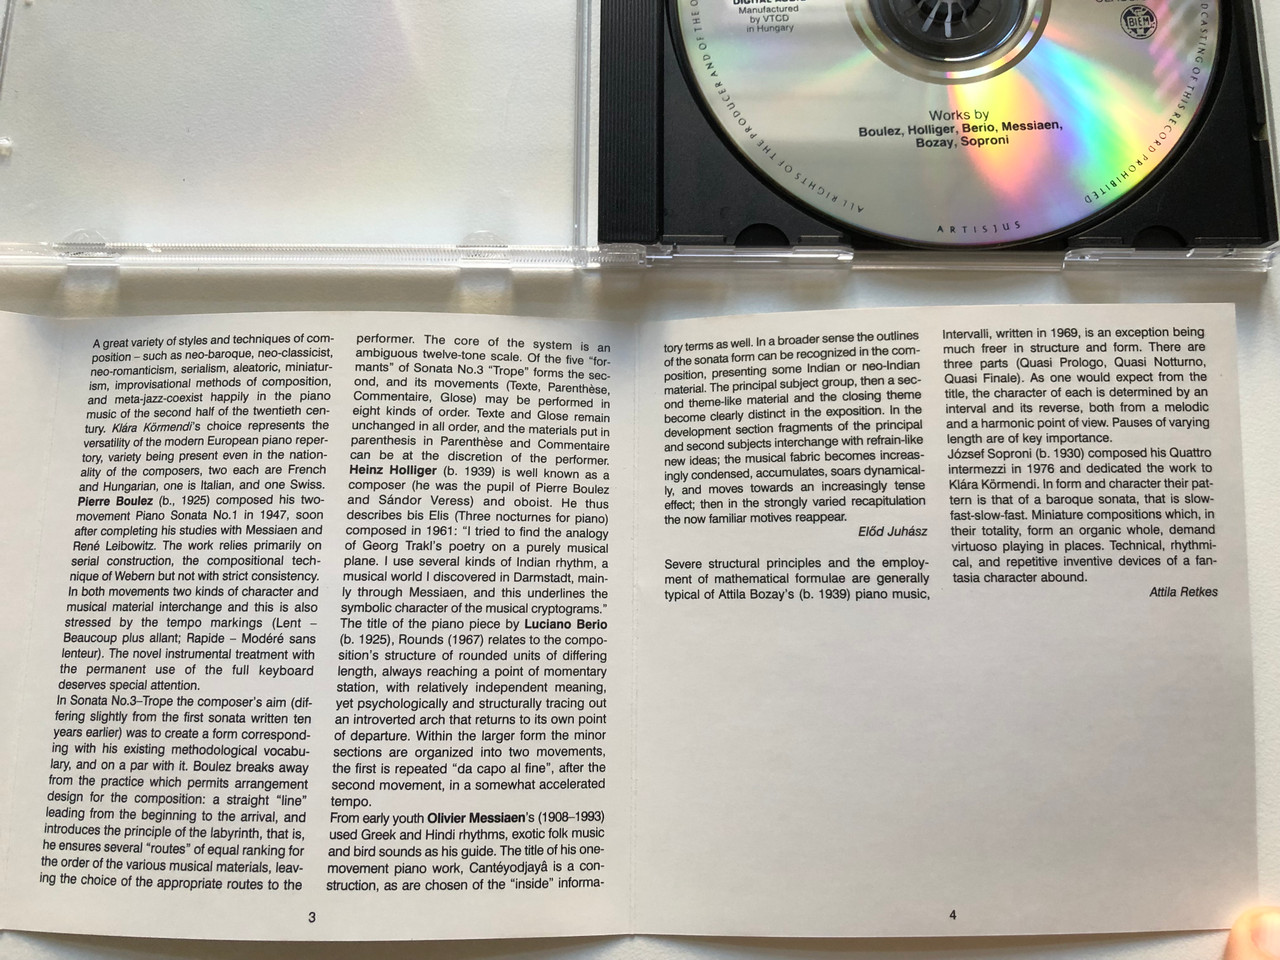 DIGITAL AUDIO
Manufactured
by VTCD
in Hungary
BIEM
Works by
Boulez, Holliger, Berio, Messiaen,
Bozay, Soproni
ALL RIGHTS OF THE PRODUCER AND OF THE
ARTISJUS
OF THIS RECORD PROHIBITED
A great variety of styles and techniques of com-
position – such as neo-baroque, neo-classicist,
neo-romanticism, serialism, aleatoric, miniatur-
ism, improvisational methods of composition,
and meta-jazz-coexist happily in the piano
music of the second half of the twentieth cen-
tury. Klára Körmendi's choice represents the
versatility of the modern European piano reper-
tory, variety being present even in the nation-
ality of the composers, two each are French
and Hungarian, one is Italian, and one Swiss.
Pierre Boulez (b., 1925) composed his two-
movement Piano Sonata No.1 in 1947, soon
after completing his studies with Messiaen and
René Leibowitz. The work relies primarily on
serial construction, the compositional tech-
nique of Webern but not with strict consistency.
In both movements two kinds of character and
musical material interchange and this is also
stressed by the tempo markings (Lent –
Beaucoup plus allant; Rapide – Modéré sans
lenteur). The novel instrumental treatment with
the permanent use of the full keyboard
deserves special attention.
In Sonata No.3–Trope the composer's aim (dif-
fering slightly from the first sonata written ten
years earlier) was to create a form correspond-
ing with his existing methodological vocabu-
lary, and on a par with it. Boulez breaks away
from the practice which permits arrangement
design for the composition: a straight "line"
leading from the beginning to the arrival, and
introduces the principle of the labyrinth, that is,
he ensures several "routes" of equal ranking for
the order of the various musical materials, leav-
ing the choice of the appropriate routes to the
performer. The core of the system is an
ambiguous twelve-tone scale. Of the five "for-
mants" of Sonata No.3 "Trope" forms the sec-
ond, and its movements (Texte, Parenthèse,
Commentaire, Glose) may be performed in
eight kinds of order. Texte and Glose remain
unchanged in all order, and the materials put in
parenthesis in Parenthèse and Commentaire
can be at the discretion of the performer.
Heinz Holliger (b. 1939) is well known as a
composer (he was the pupil of Pierre Boulez
and Sándor Veress) and oboist. He thus
describes bis Elis (Three nocturnes for piano)
composed in 1961: "I tried to find the analogy
of Georg Trakl's poetry on a purely musical
plane. I use several kinds of Indian rhythm, a
musical world I discovered in Darmstadt, main-
ly through Messiaen, and this underlines the
symbolic character of the musical cryptograms."
The title of the piano piece by Luciano Berio
(b. 1925), Rounds (1967) relates to the compo-
sition's structure of rounded units of differing
length, always reaching a point of momentary
station, with relatively independent meaning,
yet psychologically and structurally tracing out
an introverted arch that returns to its own point
of departure. Within the larger form the minor
sections are organized into two movements,
the first is repeated "da capo al fine", after the
second movement, in a somewhat accelerated
tempo.
From early youth Olivier Messiaen's (1908–1993)
used Greek and Hindi rhythms, exotic folk music
and bird sounds as his guide. The title of his one-
movement piano work, Cantéyodjayâ is a con-
struction, as are chosen of the "inside" informa-
3
tory terms as well. In a broader sense the outlines
of the sonata form can be recognized in the com-
position, presenting some Indian or neo-Indian
material. The principal subject group, then a sec-
ond theme-like material and the closing theme
become clearly distinct in the exposition. In the
development section fragments of the principal
and second subjects interchange with refrain-like
new ideas; the musical fabric becomes increas-
ingly condensed, accumulates, soars dynamical-
ly, and moves towards an increasingly tense
effect; then in the strongly varied recapitulation
the now familiar motives reappear.
Előd Juhász
Severe structural principles and the employ-
ment of mathematical formulae are generally
typical of Attila Bozay's (b. 1939) piano music,
Intervalli, written in 1969, is an exception being
much freer in structure and form. There are
three parts (Quasi Prologo, Quasi Notturno,
Quasi Finale). As one would expect from the
title, the character of each is determined by an
interval and its reverse, both from a melodic
and a harmonic point of view. Pauses of varying
length are of key importance.
József Soproni (b. 1930) composed his Quattro
intermezzi in 1976 and dedicated the work to
Klára Körmendi. In form and character their pat-
tern is that of a baroque sonata, that is slow-
fast-slow-fast. Miniature compositions which, in
their totality, form an organic whole, demand
virtuoso playing in places. Technical, rhythmi-
cal, and repetitive inventive devices of a fan-
tasia character abound.
Attila Retkes
4